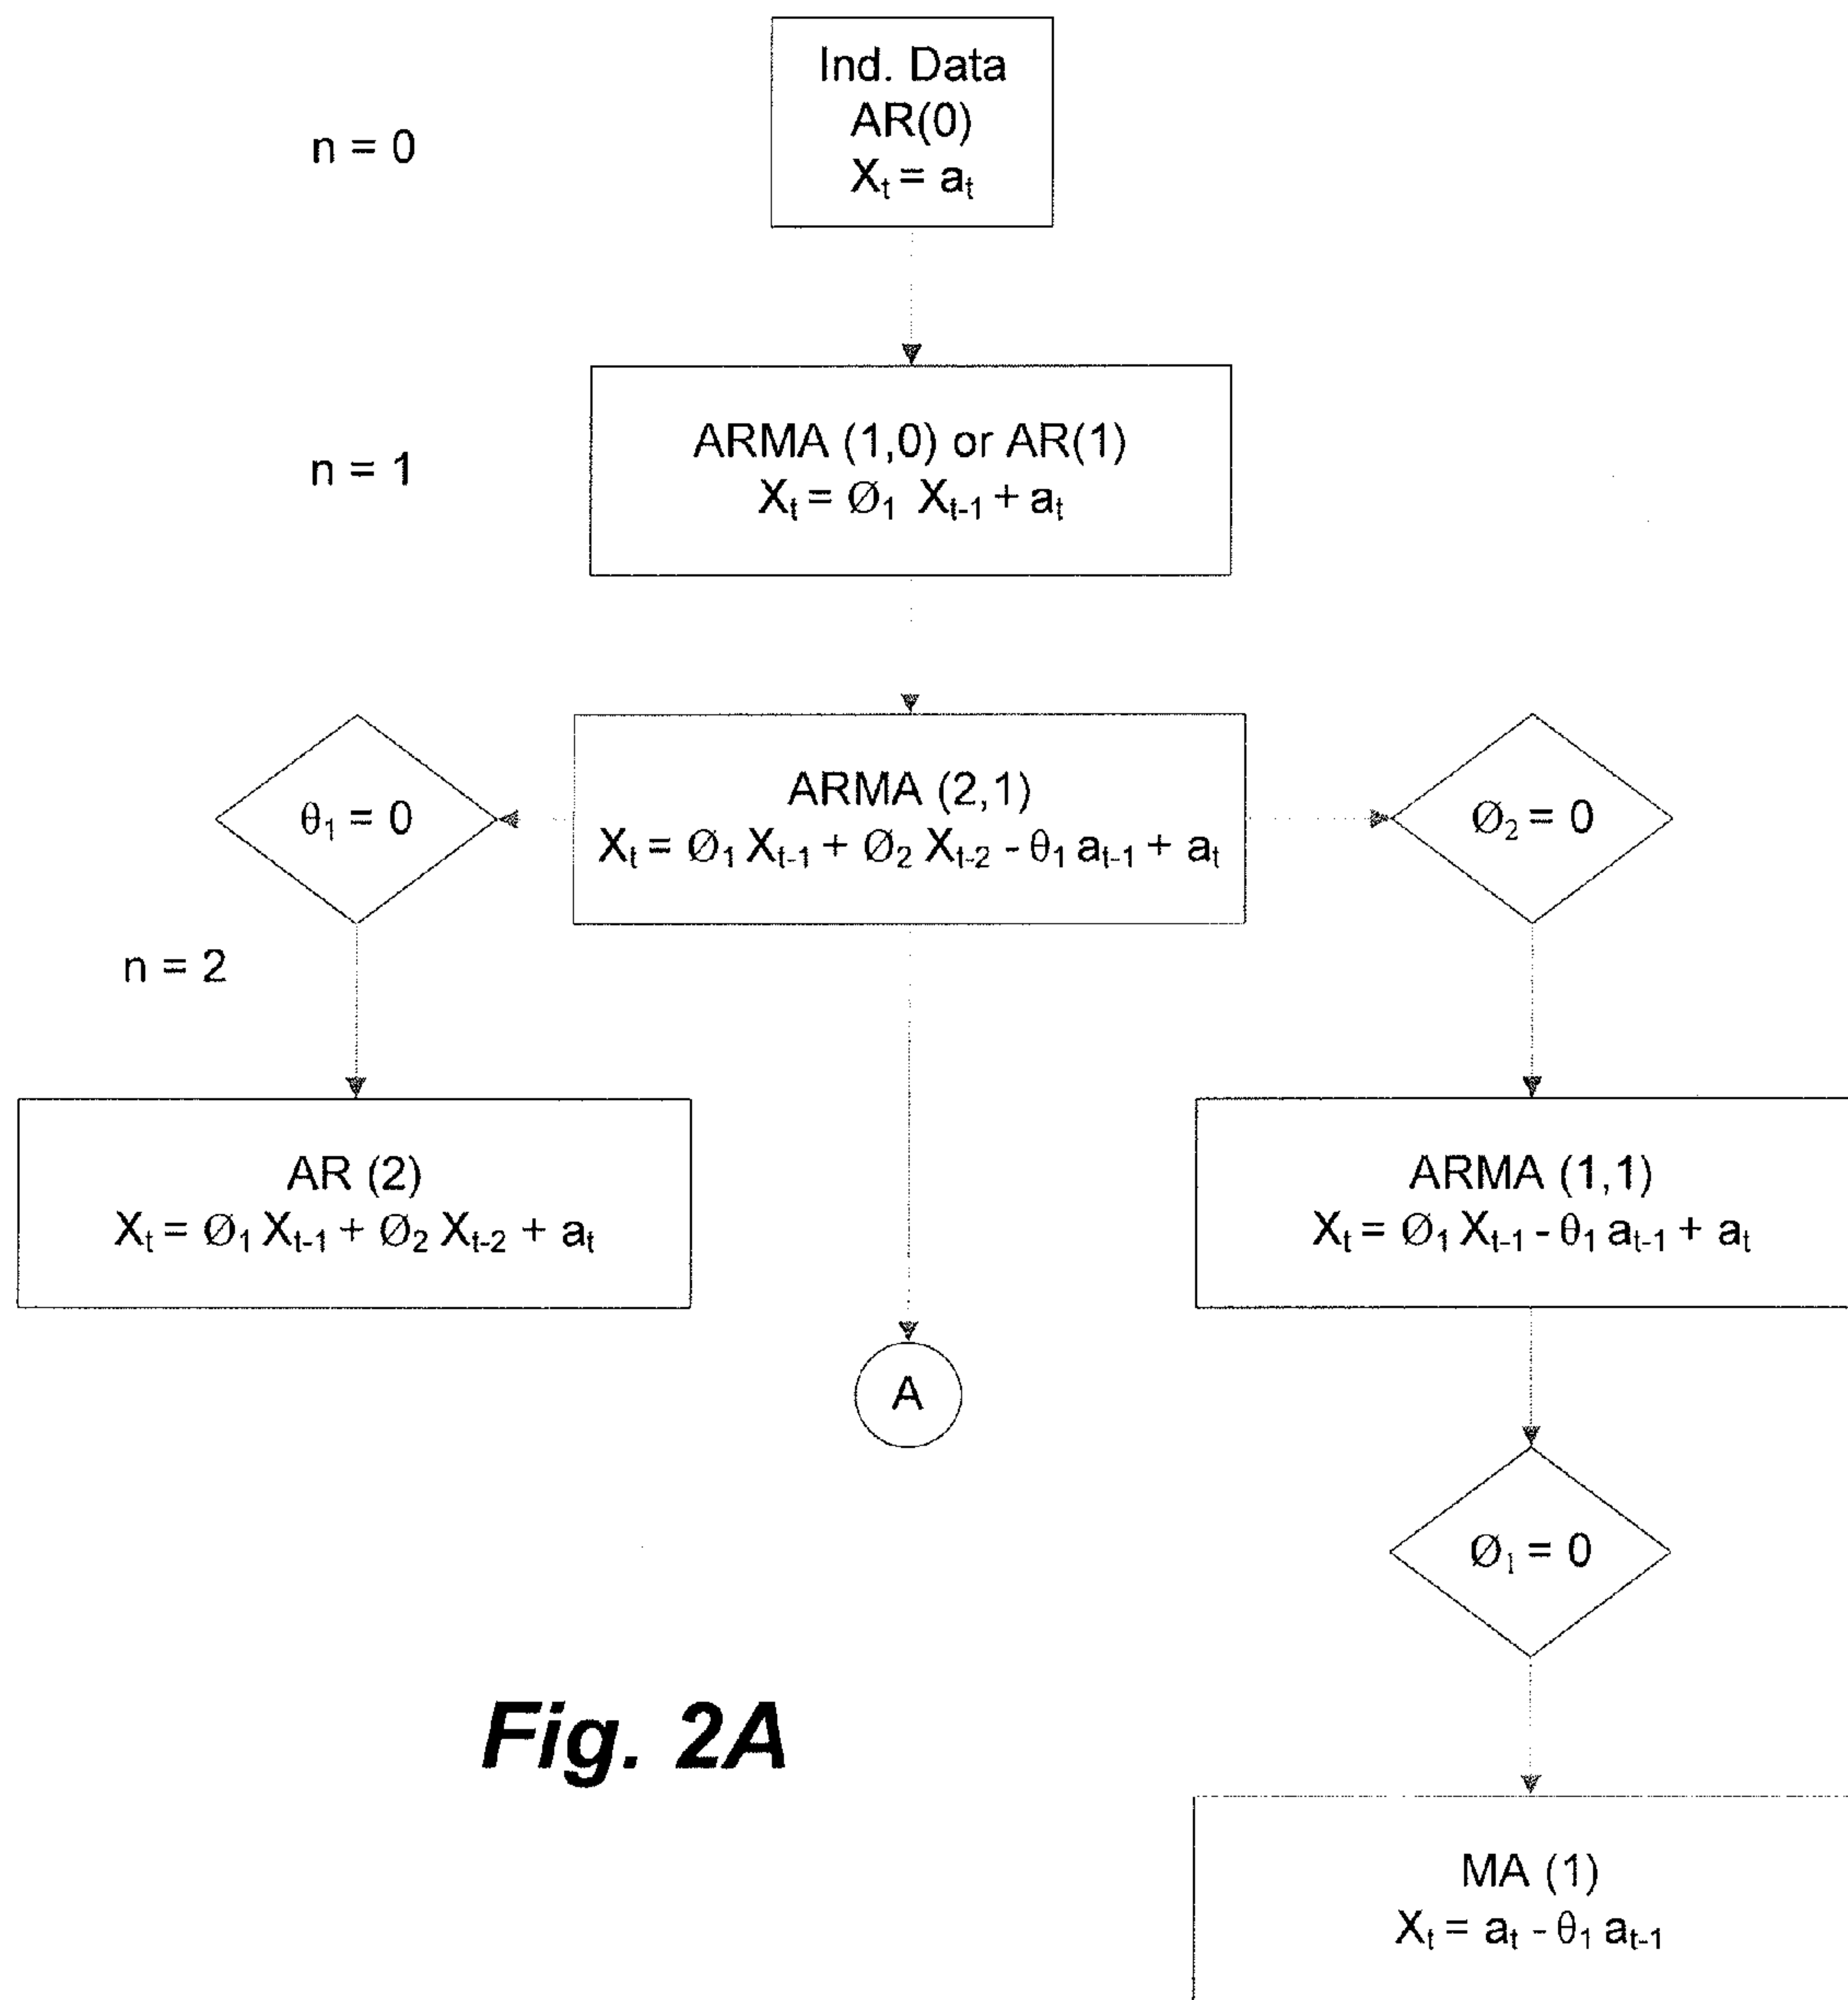 Ind. Data
AR(0)
Xₜ = aₜ
n = 0
ARMA (1,0) or AR(1)
Xₜ = Ø₁ Xₜ₋₁ + aₜ
n = 1
θ₁ = 0
ARMA (2,1)
Xₜ = Ø₁ Xₜ₋₁ + Ø₂ Xₜ₋₂ - θ₁ aₜ₋₁ + aₜ
Ø₂ = 0
n = 2
AR (2)
Xₜ = Ø₁ Xₜ₋₁ + Ø₂ Xₜ₋₂ + aₜ
ARMA (1,1)
Xₜ = Ø₁ Xₜ₋₁ - θ₁ aₜ₋₁ + aₜ
A
Ø₁ = 0
Fig. 2A
MA (1)
Xₜ = aₜ - θ₁ aₜ₋₁